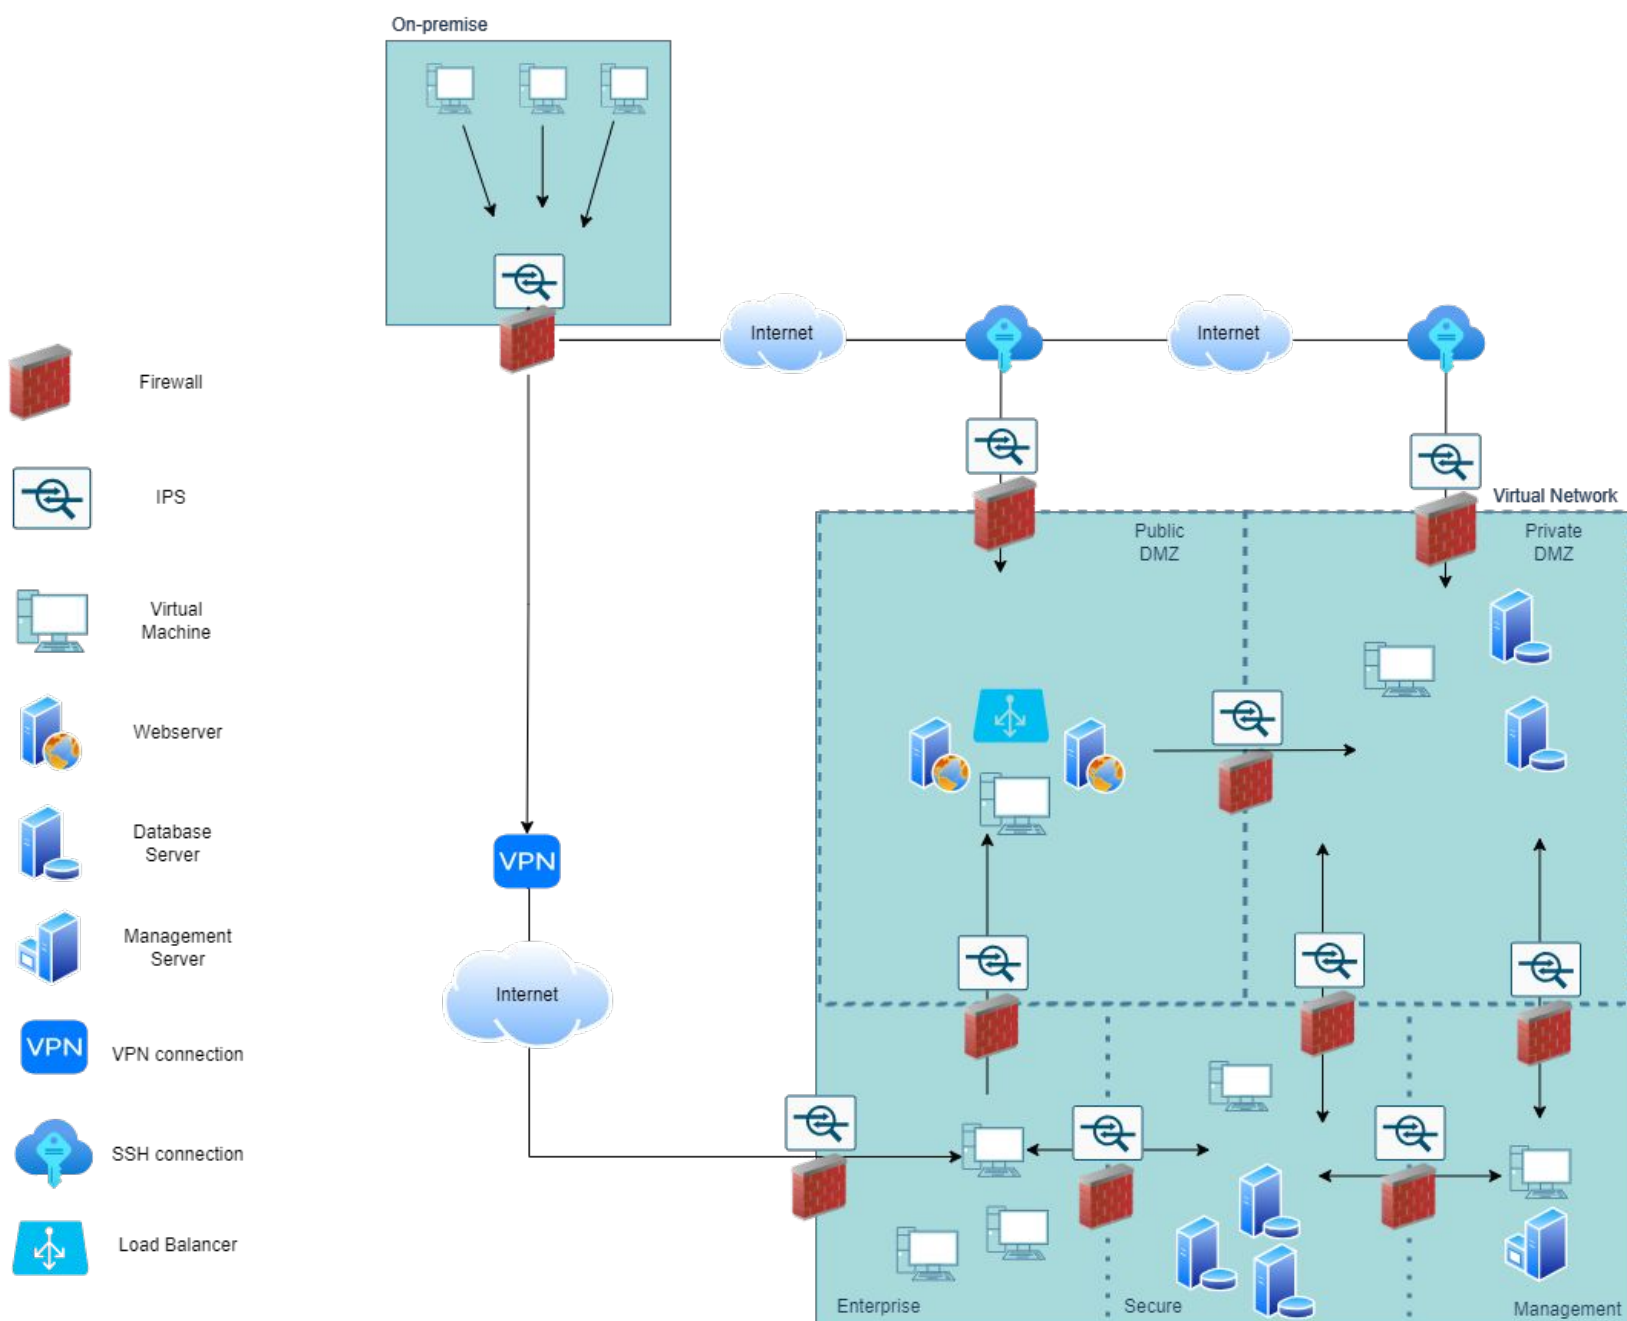 On-premise
Internet
Internet
Firewall
IPS
Virtual Network
Public
DMZ
Private
DMZ
Virtual
Machine
Webserver
Database
Server
VPN
Management
Server
Internet
VPN
VPN connection
SSH connection
Load Balancer
Enterprise
Secure
Management